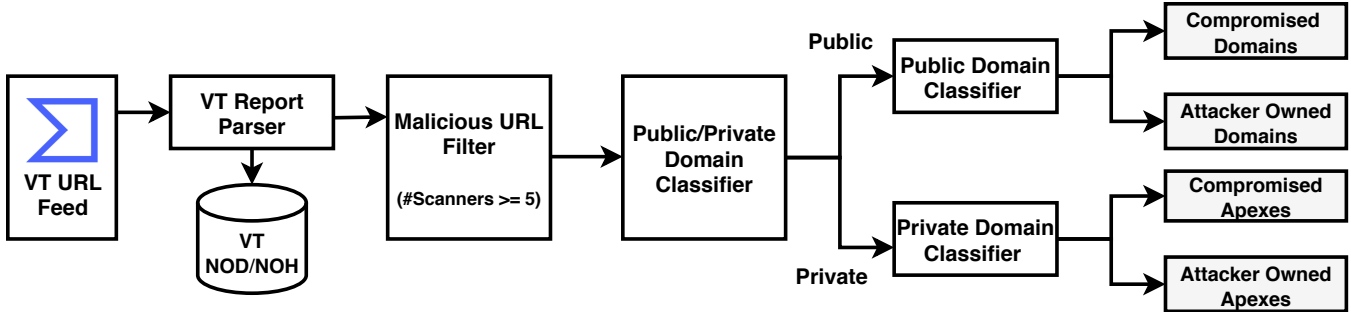 VT URL
Feed
VT Report
Parser
VT
NOD/NOH
Malicious URL
Filter
(#Scanners >= 5)
Public/Private
Domain
Classifier
Public
Private
Public Domain
Classifier
Private Domain
Classifier
Compromised
Domains
Attacker Owned
Domains
Compromised
Apexes
Attacker Owned
Apexes